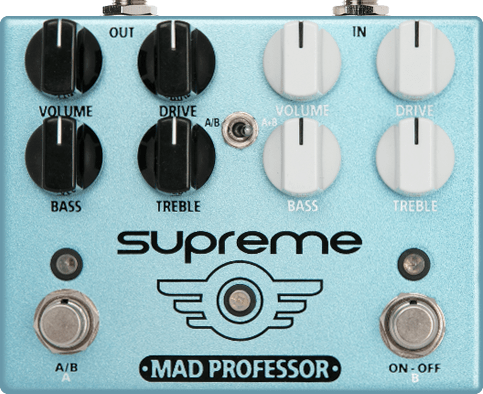 OUT IN
VOLUME DRIVE VOLUME DRIVE
A/B A+B
BASS TREBLE BASS TREBLE
supreme
A/B ON-OFF
A B
•MAD PROFESSOR•